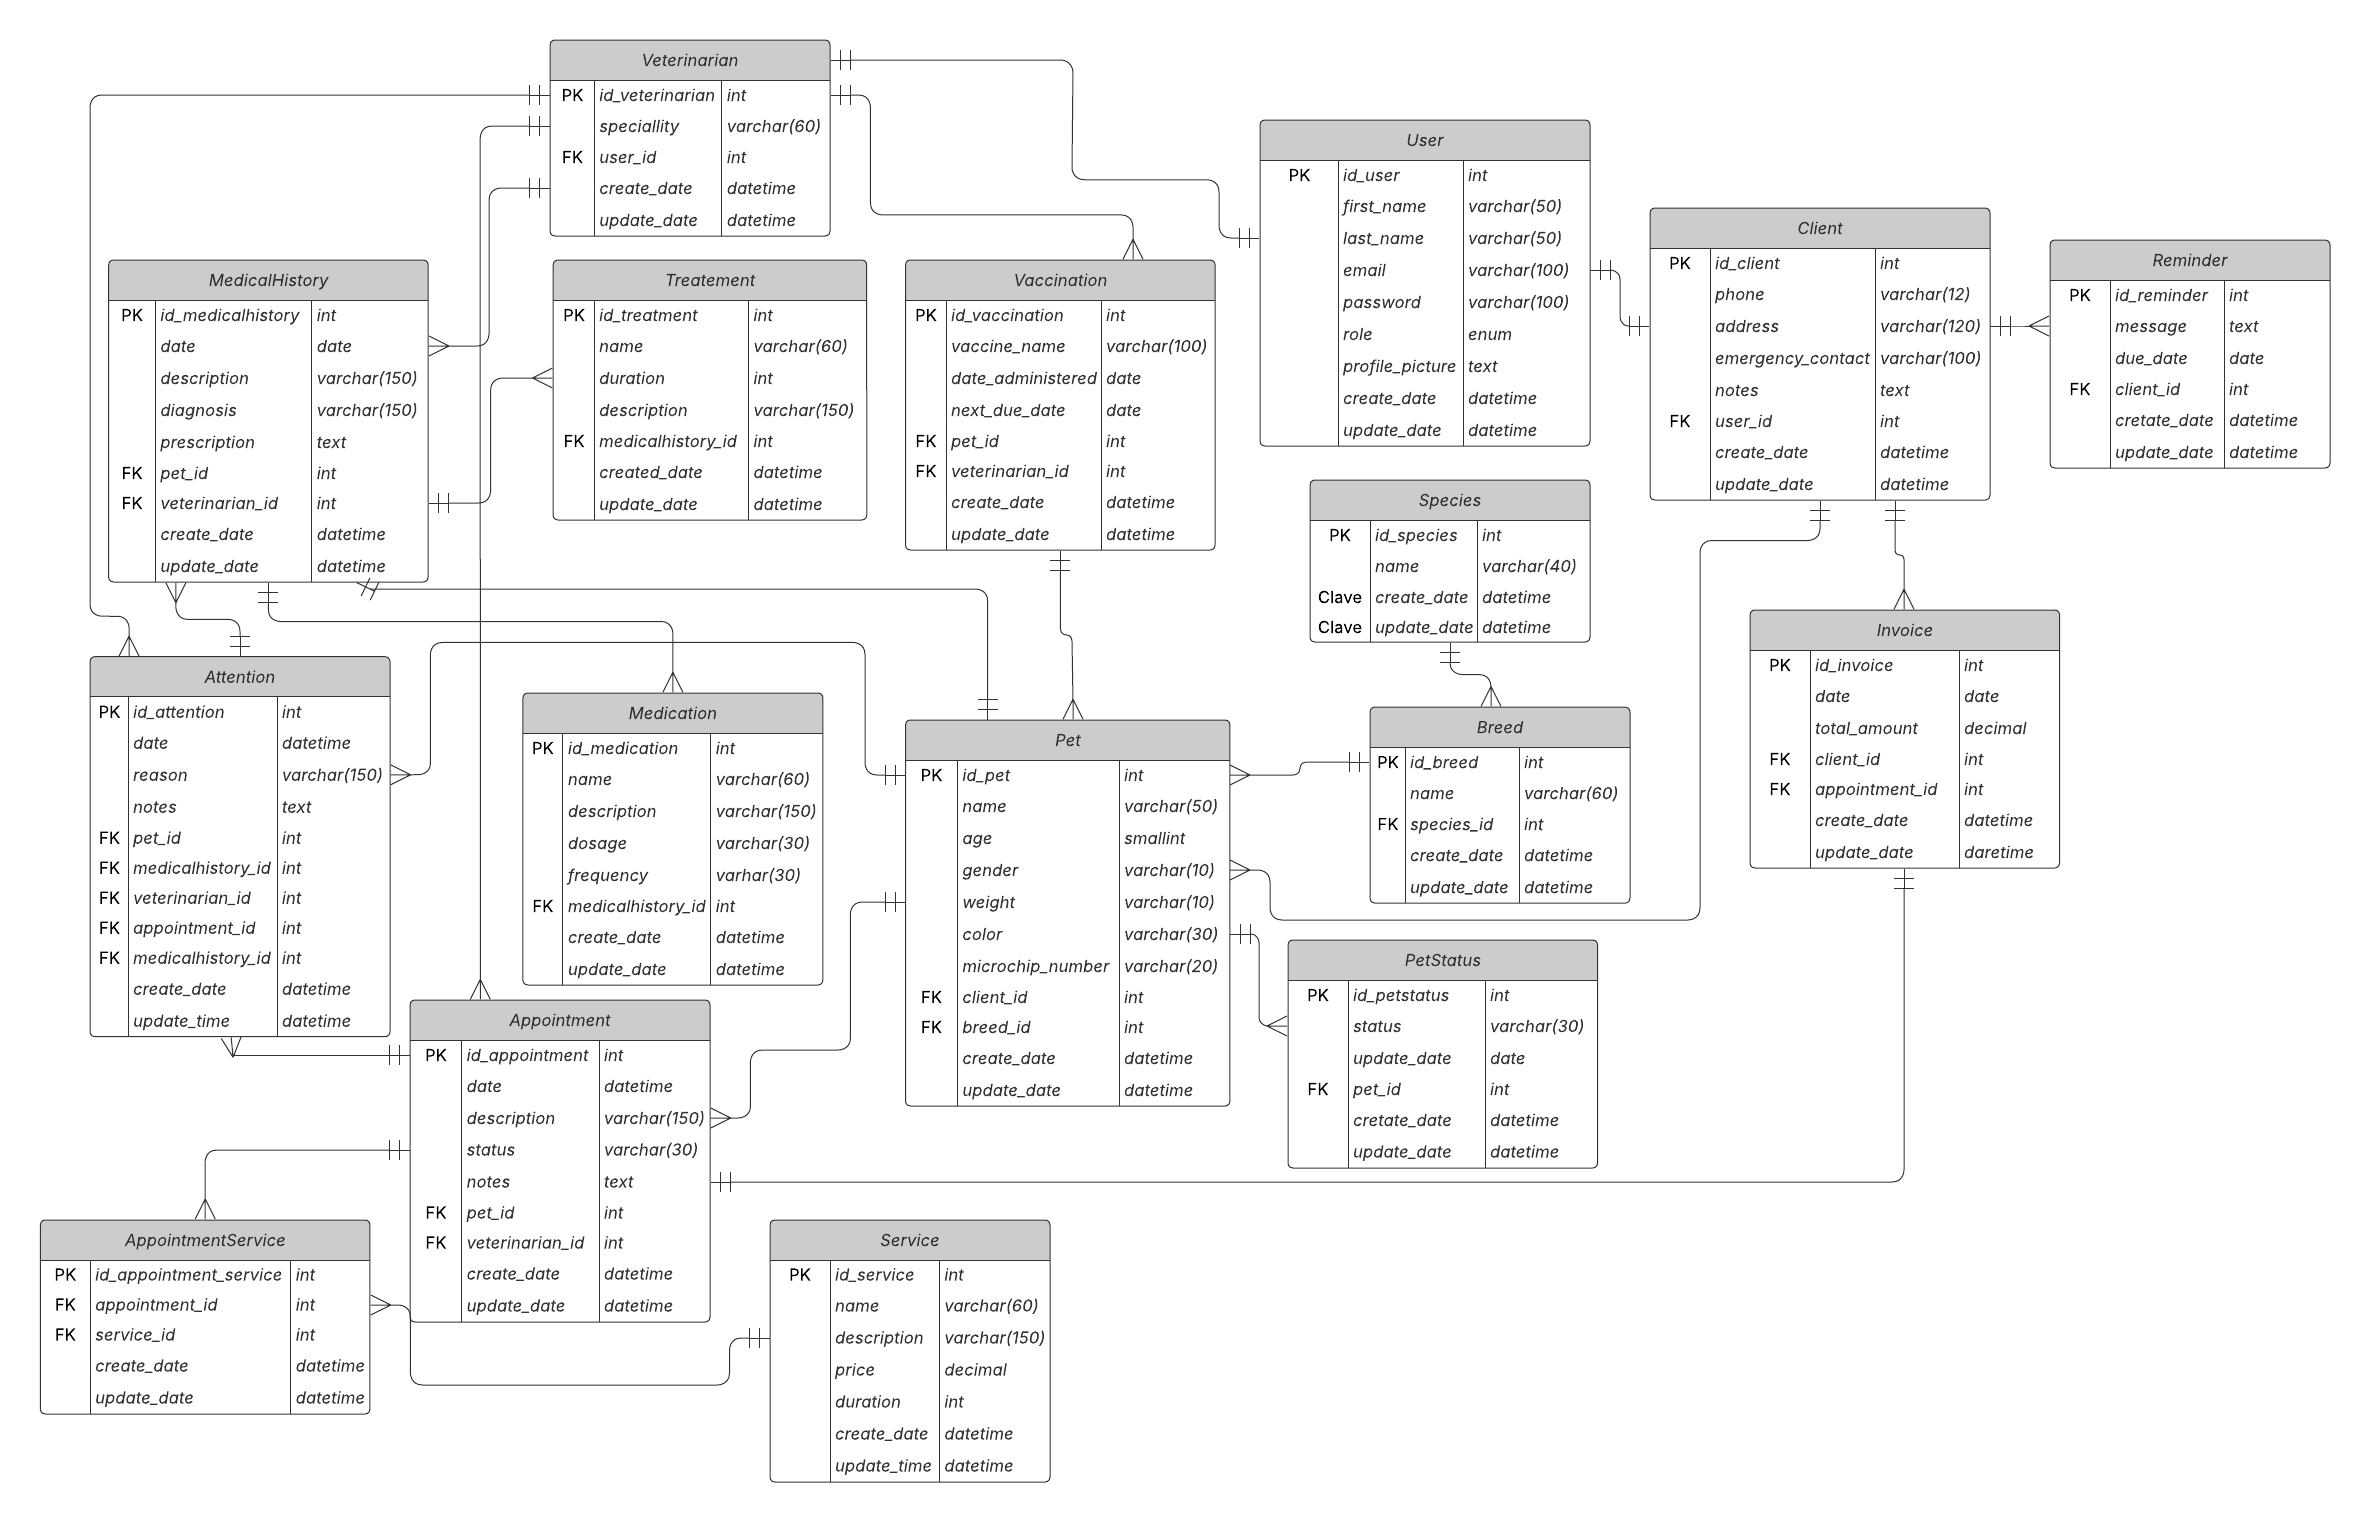 Veterinarian
PK id_veterinarian int
speciallity varchar(60)
FK user_id int
create_date datetime
update_date datetime
User
PK id_user int
first_name varchar(50)
last_name varchar(50)
email varchar(100)
password varchar(100)
role enum
profile_picture text
create_date datetime
update_date datetime
Client
PK id_client int
phone varchar(12)
address varchar(120)
emergency_contact varchar(100)
notes text
FK user_id int
create_date datetime
update_date datetime
Reminder
PK id_reminder int
message text
due_date date
FK client_id int
cretate_date datetime
update_date datetime
MedicalHistory
PK id_medicalhistory int
date date
description varchar(150)
diagnosis varchar(150)
prescription text
FK pet_id int
FK veterinarian_id int
create_date datetime
update_date datetime
Treatement
PK id_treatment int
name varchar(60)
duration int
description varchar(150)
FK medicalhistory_id int
created_date datetime
update_date datetime
Vaccination
PK id_vaccination int
vaccine_name varchar(100)
date_administered date
next_due_date date
FK pet_id int
FK veterinarian_id int
create_date datetime
update_date datetime
Species
PK id_species int
name varchar(40)
Clave create_date datetime
Clave update_date datetime
Invoice
PK id_invoice int
date date
total_amount decimal
FK client_id int
FK appointment_id int
create_date datetime
update_date daretime
Attention
PK id_attention int
date datetime
reason varchar(150)
notes text
FK pet_id int
FK medicalhistory_id int
FK veterinarian_id int
FK appointment_id int
FK medicalhistory_id int
create_date datetime
update_time datetime
Medication
PK id_medication int
name varchar(60)
description varchar(150)
dosage varchar(30)
frequency varhar(30)
FK medicalhistory_id int
create_date datetime
update_date datetime
Pet
PK id_pet int
name varchar(50)
age smallint
gender varchar(10)
weight varchar(10)
color varchar(30)
microchip_number varchar(20)
FK client_id int
FK breed_id int
create_date datetime
update_date datetime
Breed
PK id_breed int
name varchar(60)
FK species_id int
create_date datetime
update_date datetime
PetStatus
PK id_petstatus int
status varchar(30)
update_date date
FK pet_id int
cretate_date datetime
update_date datetime
Appointment
PK id_appointment int
date datetime
description varchar(150)
status varchar(30)
notes text
FK pet_id int
FK veterinarian_id int
create_date datetime
update_date datetime
AppointmentService
PK id_appointment_service int
FK appointment_id int
FK service_id int
create_date datetime
update_date datetime
Service
PK id_service int
name varchar(60)
description varchar(150)
price decimal
duration int
create_date datetime
update_time datetime